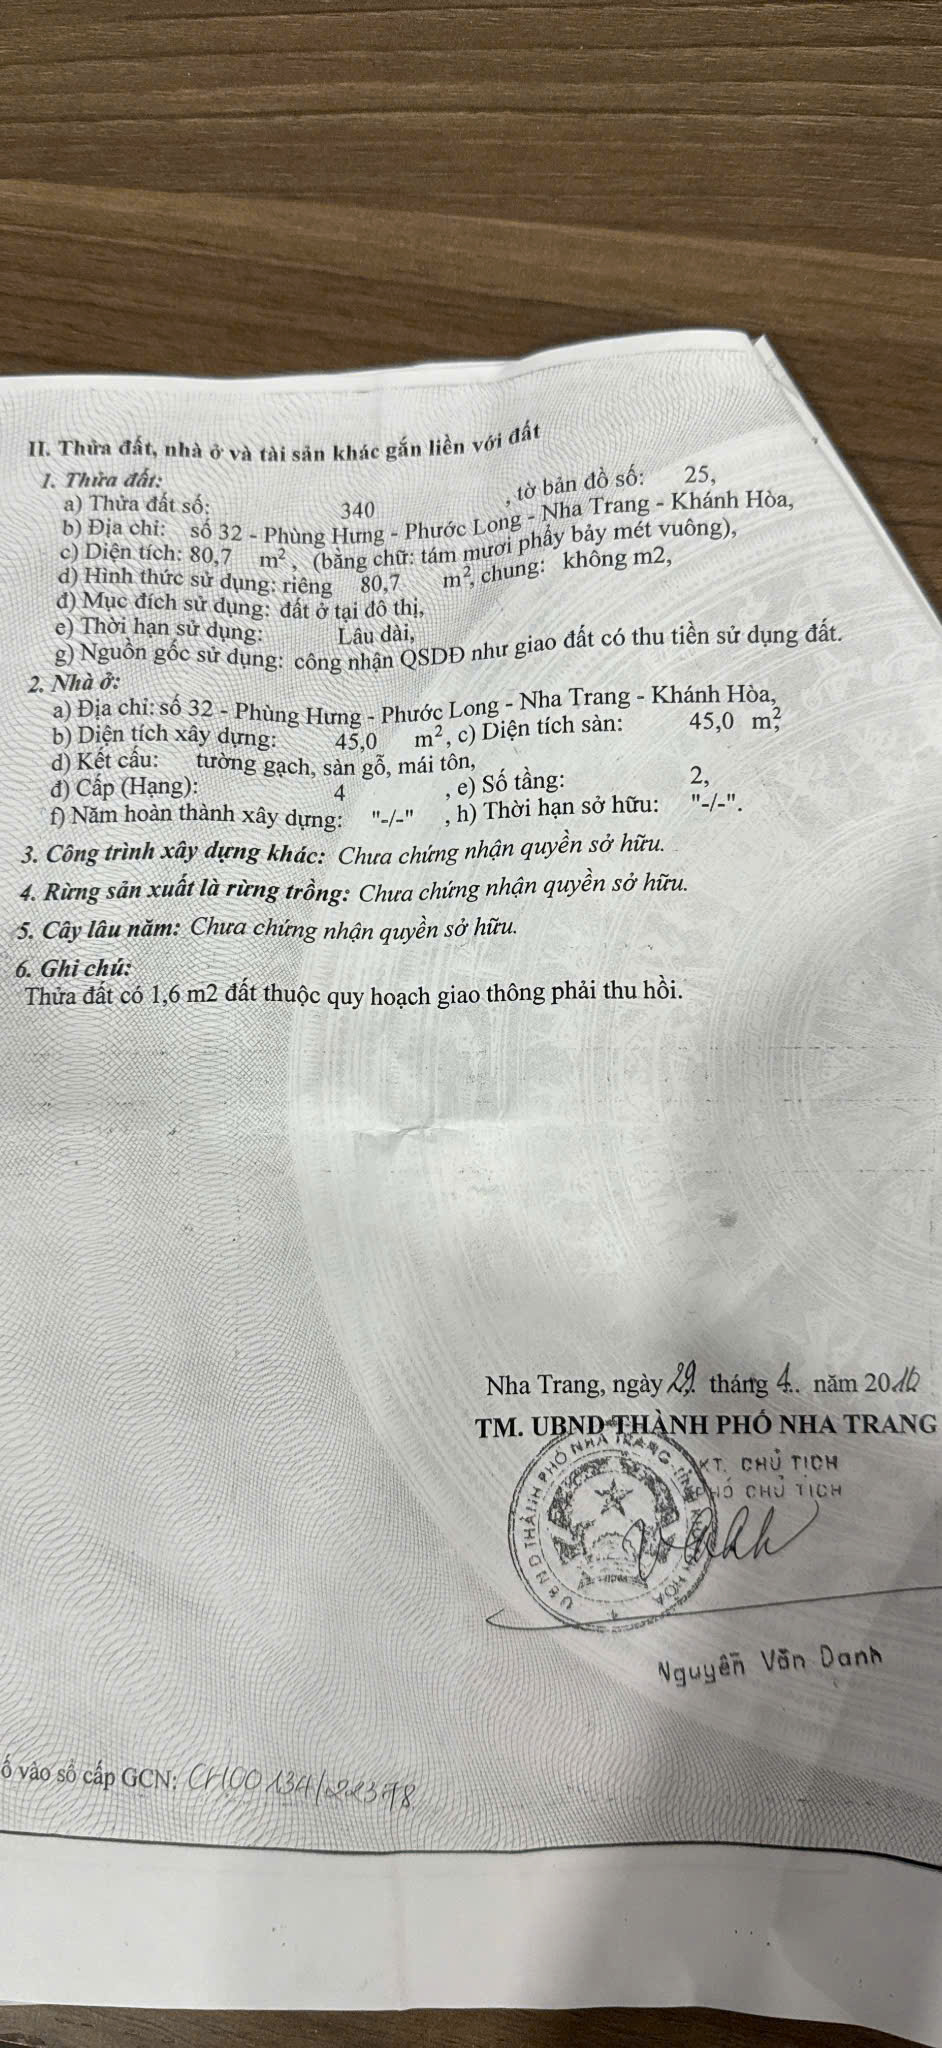 II. Thửa đất, nhà ở và tài sản khác gắn liền với đất
1. Thửa đất:
a) Thửa đất số: 340 , tờ bản đồ số: 25,
b) Địa chỉ: số 32 - Phùng Hưng - Phước Long - Nha Trang - Khánh Hòa,
c) Diện tích: 80,7 m², (bằng chữ: tám mươi phẩy bảy mét vuông),
d) Hình thức sử dụng: riêng 80,7 m², chung: không m2,
đ) Mục đích sử dụng: đất ở tại đô thị,
e) Thời hạn sử dụng: Lâu dài,
g) Nguồn gốc sử dụng: công nhận QSDĐ như giao đất có thu tiền sử dụng đất.
2. Nhà ở:
a) Địa chỉ: số 32 - Phùng Hưng - Phước Long - Nha Trang - Khánh Hòa,
b) Diện tích xây dựng: 45,0 m², c) Diện tích sàn: 45,0 m²,
d) Kết cấu: tường gạch, sàn gỗ, mái tôn,
đ) Cấp (Hạng): 4 , e) Số tầng: 2,
f) Năm hoàn thành xây dựng: "-/-" , h) Thời hạn sở hữu: "-/-".
3. Công trình xây dựng khác: Chưa chứng nhận quyền sở hữu.
4. Rừng sản xuất là rừng trồng: Chưa chứng nhận quyền sở hữu.
5. Cây lâu năm: Chưa chứng nhận quyền sở hữu.
6. Ghi chú:
Thửa đất có 1,6 m2 đất thuộc quy hoạch giao thông phải thu hồi.
Nha Trang, ngày 29 tháng 4 năm 2016
TM. UBND THÀNH PHỐ NHA TRANG
KT. CHỦ TỊCH
PHÓ CHỦ TỊCH
UBND THÀNH PHỐ NHA TRANG
Nguyễn Văn Danh
ố vào sổ cấp GCN: CH00134/22378